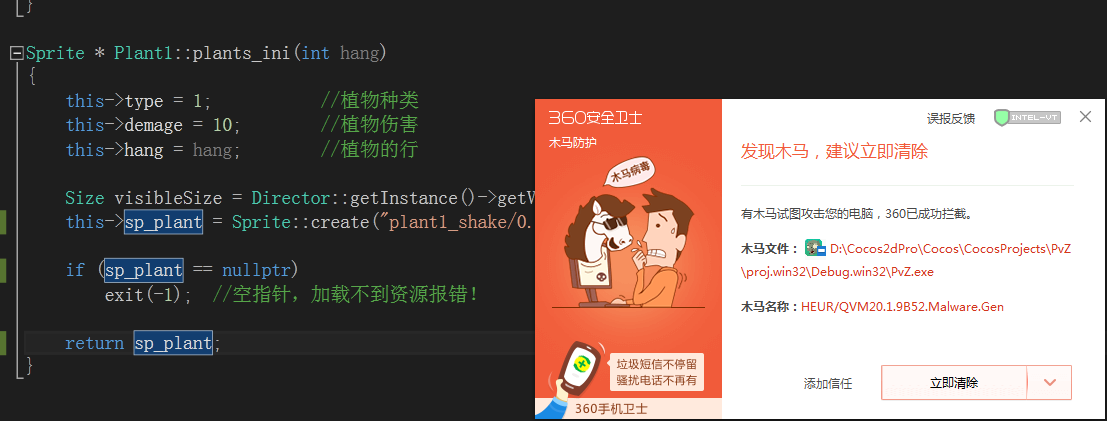 }
Sprite * Plant1::plants_ini(int hang)
{
this->type = 1; //植物种类
this->demage = 10; //植物伤害
this->hang = hang; //植物的行
Size visibleSize = Director::getInstance()->getV
this->sp_plant = Sprite::create("plant1_shake/0.
if (sp_plant == nullptr)
exit(-1); //空指针，加载不到资源报错！
return sp_plant;
}
360安全卫士
木马防护
木马病毒
垃圾短信不停留
骚扰电话不再有
360手机卫士
误报反馈
INTEL-VT
发现木马，建议立即清除
有木马试图攻击您的电脑，360已成功拦截。
木马文件： D:\Cocos2dPro\Cocos\CocosProjects\PvZ
\proj.win32\Debug.win32\PvZ.exe
木马名称：HEUR/QVM20.1.9B52.Malware.Gen
添加信任
立即清除